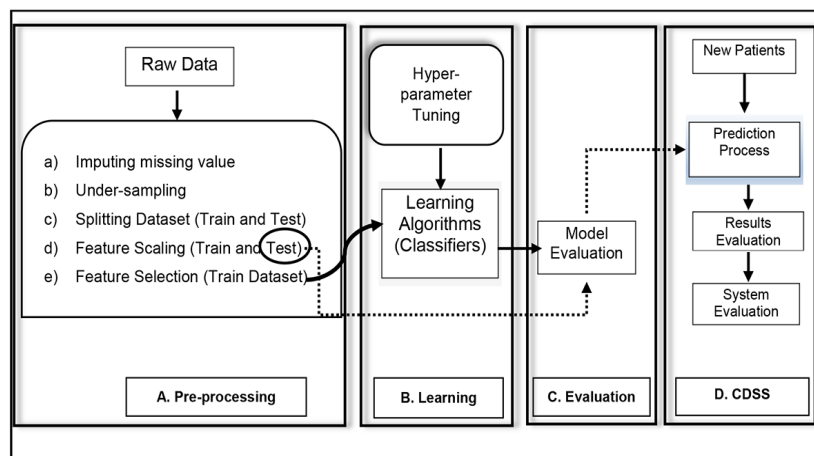 Raw Data
a) Imputing missing value
b) Under-sampling
c) Splitting Dataset (Train and Test)
d) Feature Scaling (Train and Test)
e) Feature Selection (Train Dataset)
A. Pre-processing
Hyper-
parameter
Tuning
Learning
Algorithms
(Classifiers)
B. Learning
Model
Evaluation
C. Evaluation
New Patients
Prediction
Process
Results
Evaluation
System
Evaluation
D. CDSS